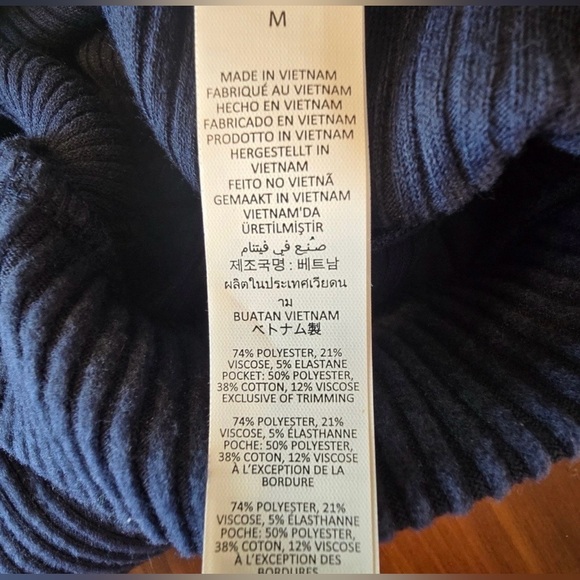 M
MADE IN VIETNAM
FABRIQUÉ AU VIETNAM
HECHO EN VIETNAM
FABRICADO EN VIETNAM
PRODOTTO IN VIETNAM
HERGESTELLT IN
VIETNAM
FEITO NO VIETNÃ
GEMAAKT IN VIETNAM
VIETNAM'DA
ÜRETİLMİŞTİR
صُنِع في فيتنام
제조국명 : 베트남
ผลิตในประเทศเวียดน
าม
BUATAN VIETNAM
ベトナム製
74% POLYESTER, 21%
VISCOSE, 5% ELASTANE
POCKET: 50% POLYESTER,
38% COTTON, 12% VISCOSE
EXCLUSIVE OF TRIMMING
74% POLYESTER, 21%
VISCOSE, 5% ÉLASTHANNE
POCHE: 50% POLYESTER,
38% COTON, 12% VISCOSE
À L'EXCEPTION DE LA
BORDURE
74% POLYESTER, 21%
VISCOSE, 5% ÉLASTHANNE
POCHE: 50% POLYESTER,
38% COTON, 12% VISCOSE
À L'EXCEPTION DES